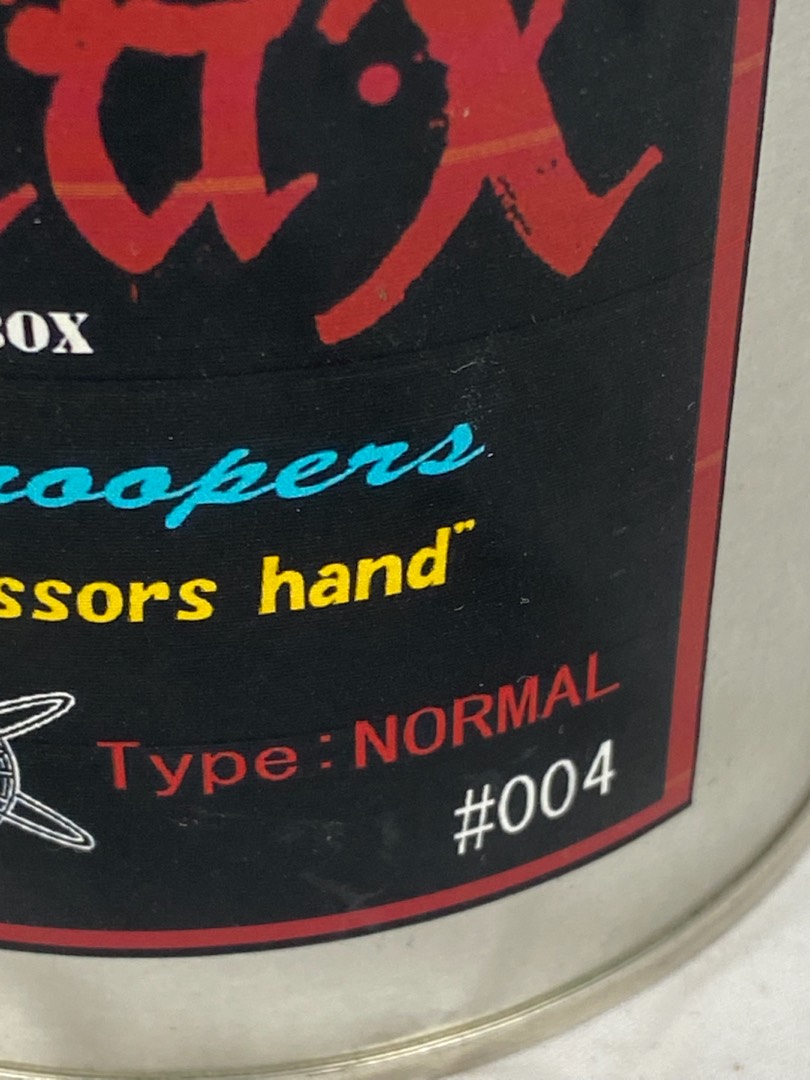 BOX
roopers
ssors hand"
Type:NORMAL
#004